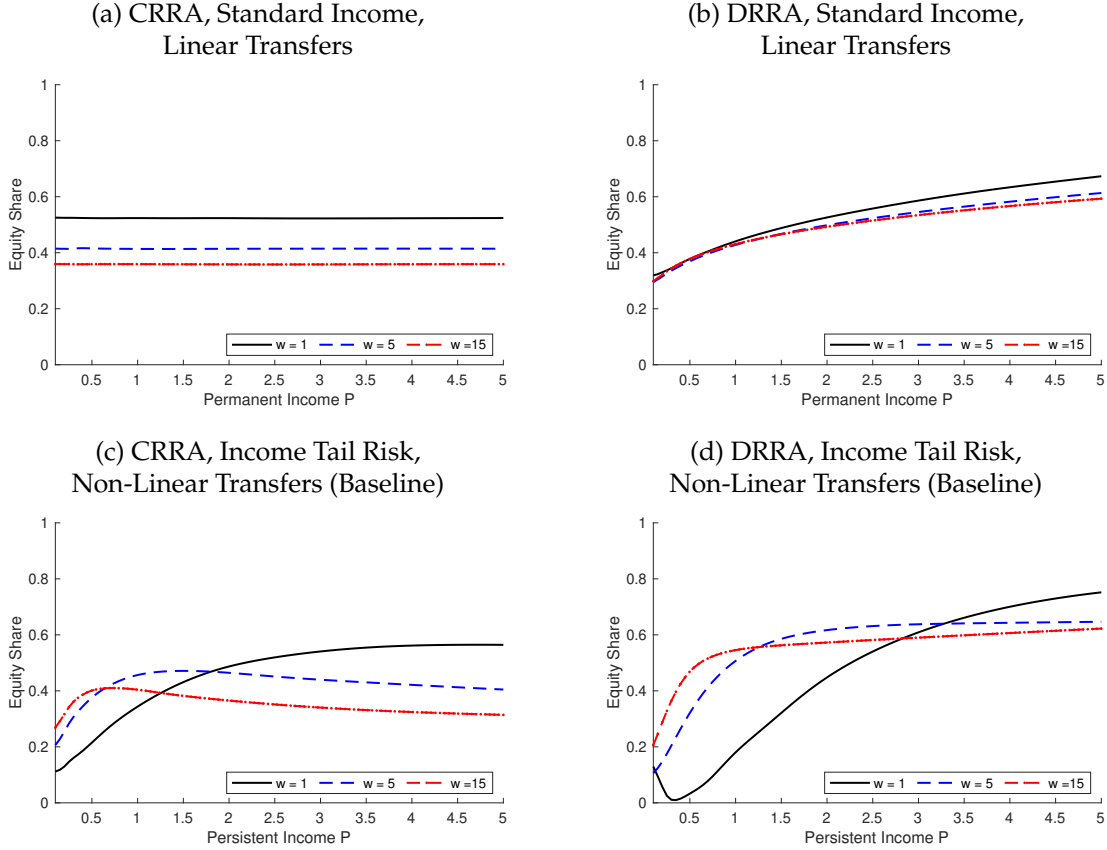 (a) CRRA, Standard Income,
Linear Transfers
1
0.8
0.6
0.4
0.2
0
Equity Share
0.5 1 1.5 2 2.5 3 3.5 4 4.5 5
Permanent Income P
w = 1 w = 5 w =15
(b) DRRA, Standard Income,
Linear Transfers
1
0.8
0.6
0.4
0.2
0
Equity Share
0.5 1 1.5 2 2.5 3 3.5 4 4.5 5
Permanent Income P
w = 1 w = 5 w =15
(c) CRRA, Income Tail Risk,
Non-Linear Transfers (Baseline)
1
0.8
0.6
0.4
0.2
0
Equity Share
0.5 1 1.5 2 2.5 3 3.5 4 4.5 5
Persistent Income P
w = 1 w = 5 w =15
(d) DRRA, Income Tail Risk,
Non-Linear Transfers (Baseline)
1
0.8
0.6
0.4
0.2
0
Equity Share
0.5 1 1.5 2 2.5 3 3.5 4 4.5 5
Persistent Income P
w = 1 w = 5 w =15